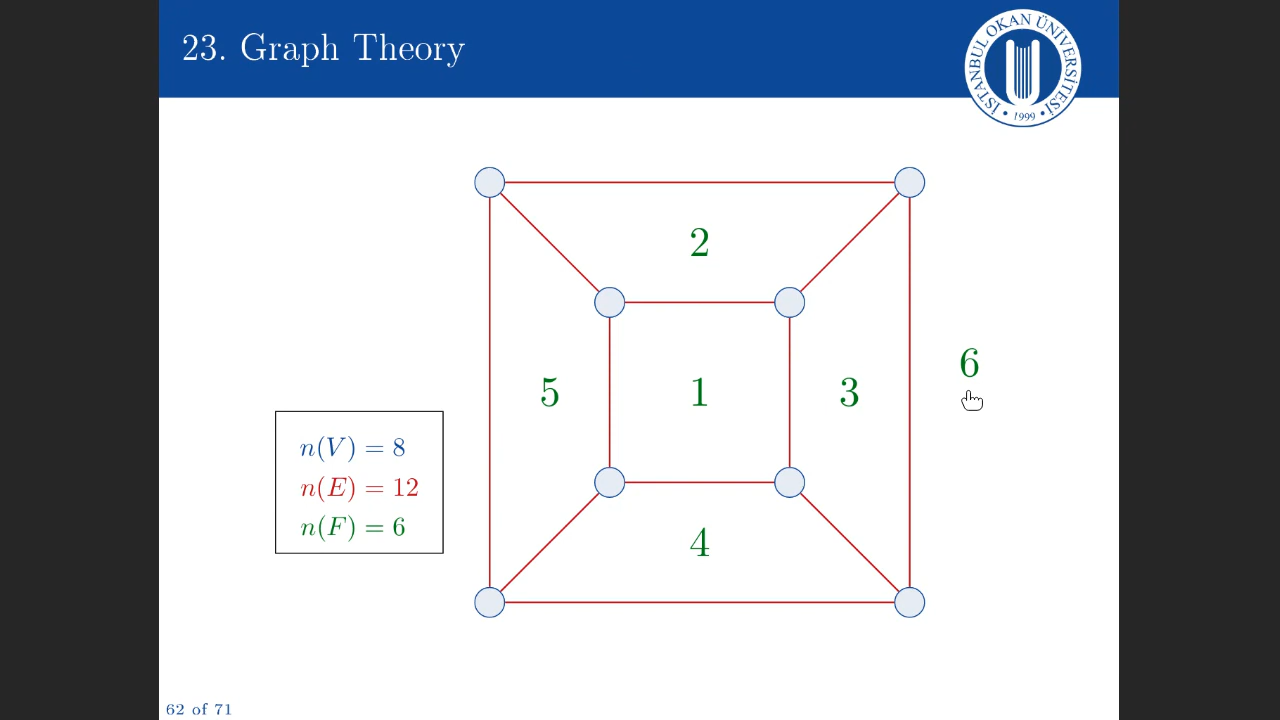 23. Graph Theory
İSTANBUL OKAN ÜNİVERSİTESİ
• 1999 •
2
6
5
1
3
n(V) = 8
n(E) = 12
n(F) = 6
4
62 of 71